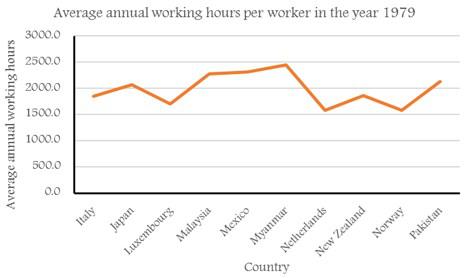 Average annual working hours per worker in the year 1979
Average annual working hours
3000.0
2500.0
2000.0
1500.0
1000.0
500.0
0.0
Italy
Japan
Luxembourg
Malaysia
Mexico
Myanmar
Netherlands
New Zealand
Norway
Pakistan
Country